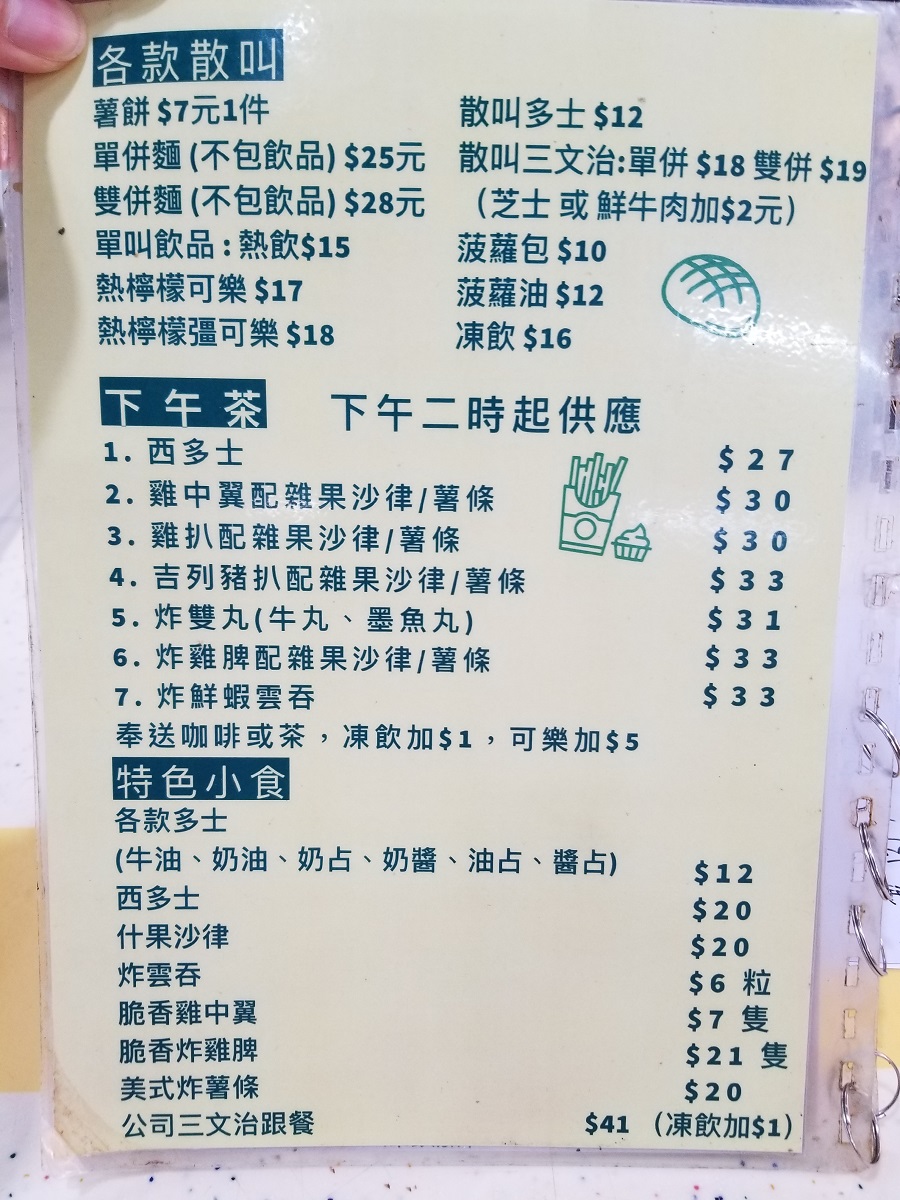 各款散叫
薯餅 $7元1件
單併麵 (不包飲品) $25元
雙併麵 (不包飲品) $28元
單叫飲品 : 熱飲$15
熱檸檬可樂 $17
熱檸檬彊可樂 $18
散叫多士 $12
散叫三文治:單併 $18 雙併 $19
（芝士 或 鮮牛肉加$2元）
菠蘿包 $10
菠蘿油 $12
凍飲 $16
下午茶 下午二時起供應
1. 西多士 $27
2. 雞中翼配雜果沙律/薯條 $30
3. 雞扒配雜果沙律/薯條 $30
4. 吉列豬扒配雜果沙律/薯條 $33
5. 炸雙丸(牛丸、墨魚丸) $31
6. 炸雞脾配雜果沙律/薯條 $33
7. 炸鮮蝦雲吞 $33
奉送咖啡或茶，凍飲加$1，可樂加$5
特色小食
各款多士
(牛油、奶油、奶占、奶醬、油占、醬占) $12
西多士 $20
什果沙律 $20
炸雲吞 $6 粒
脆香雞中翼 $7 隻
脆香炸雞脾 $21 隻
美式炸薯條 $20
公司三文治跟餐 $41 （凍飲加$1）